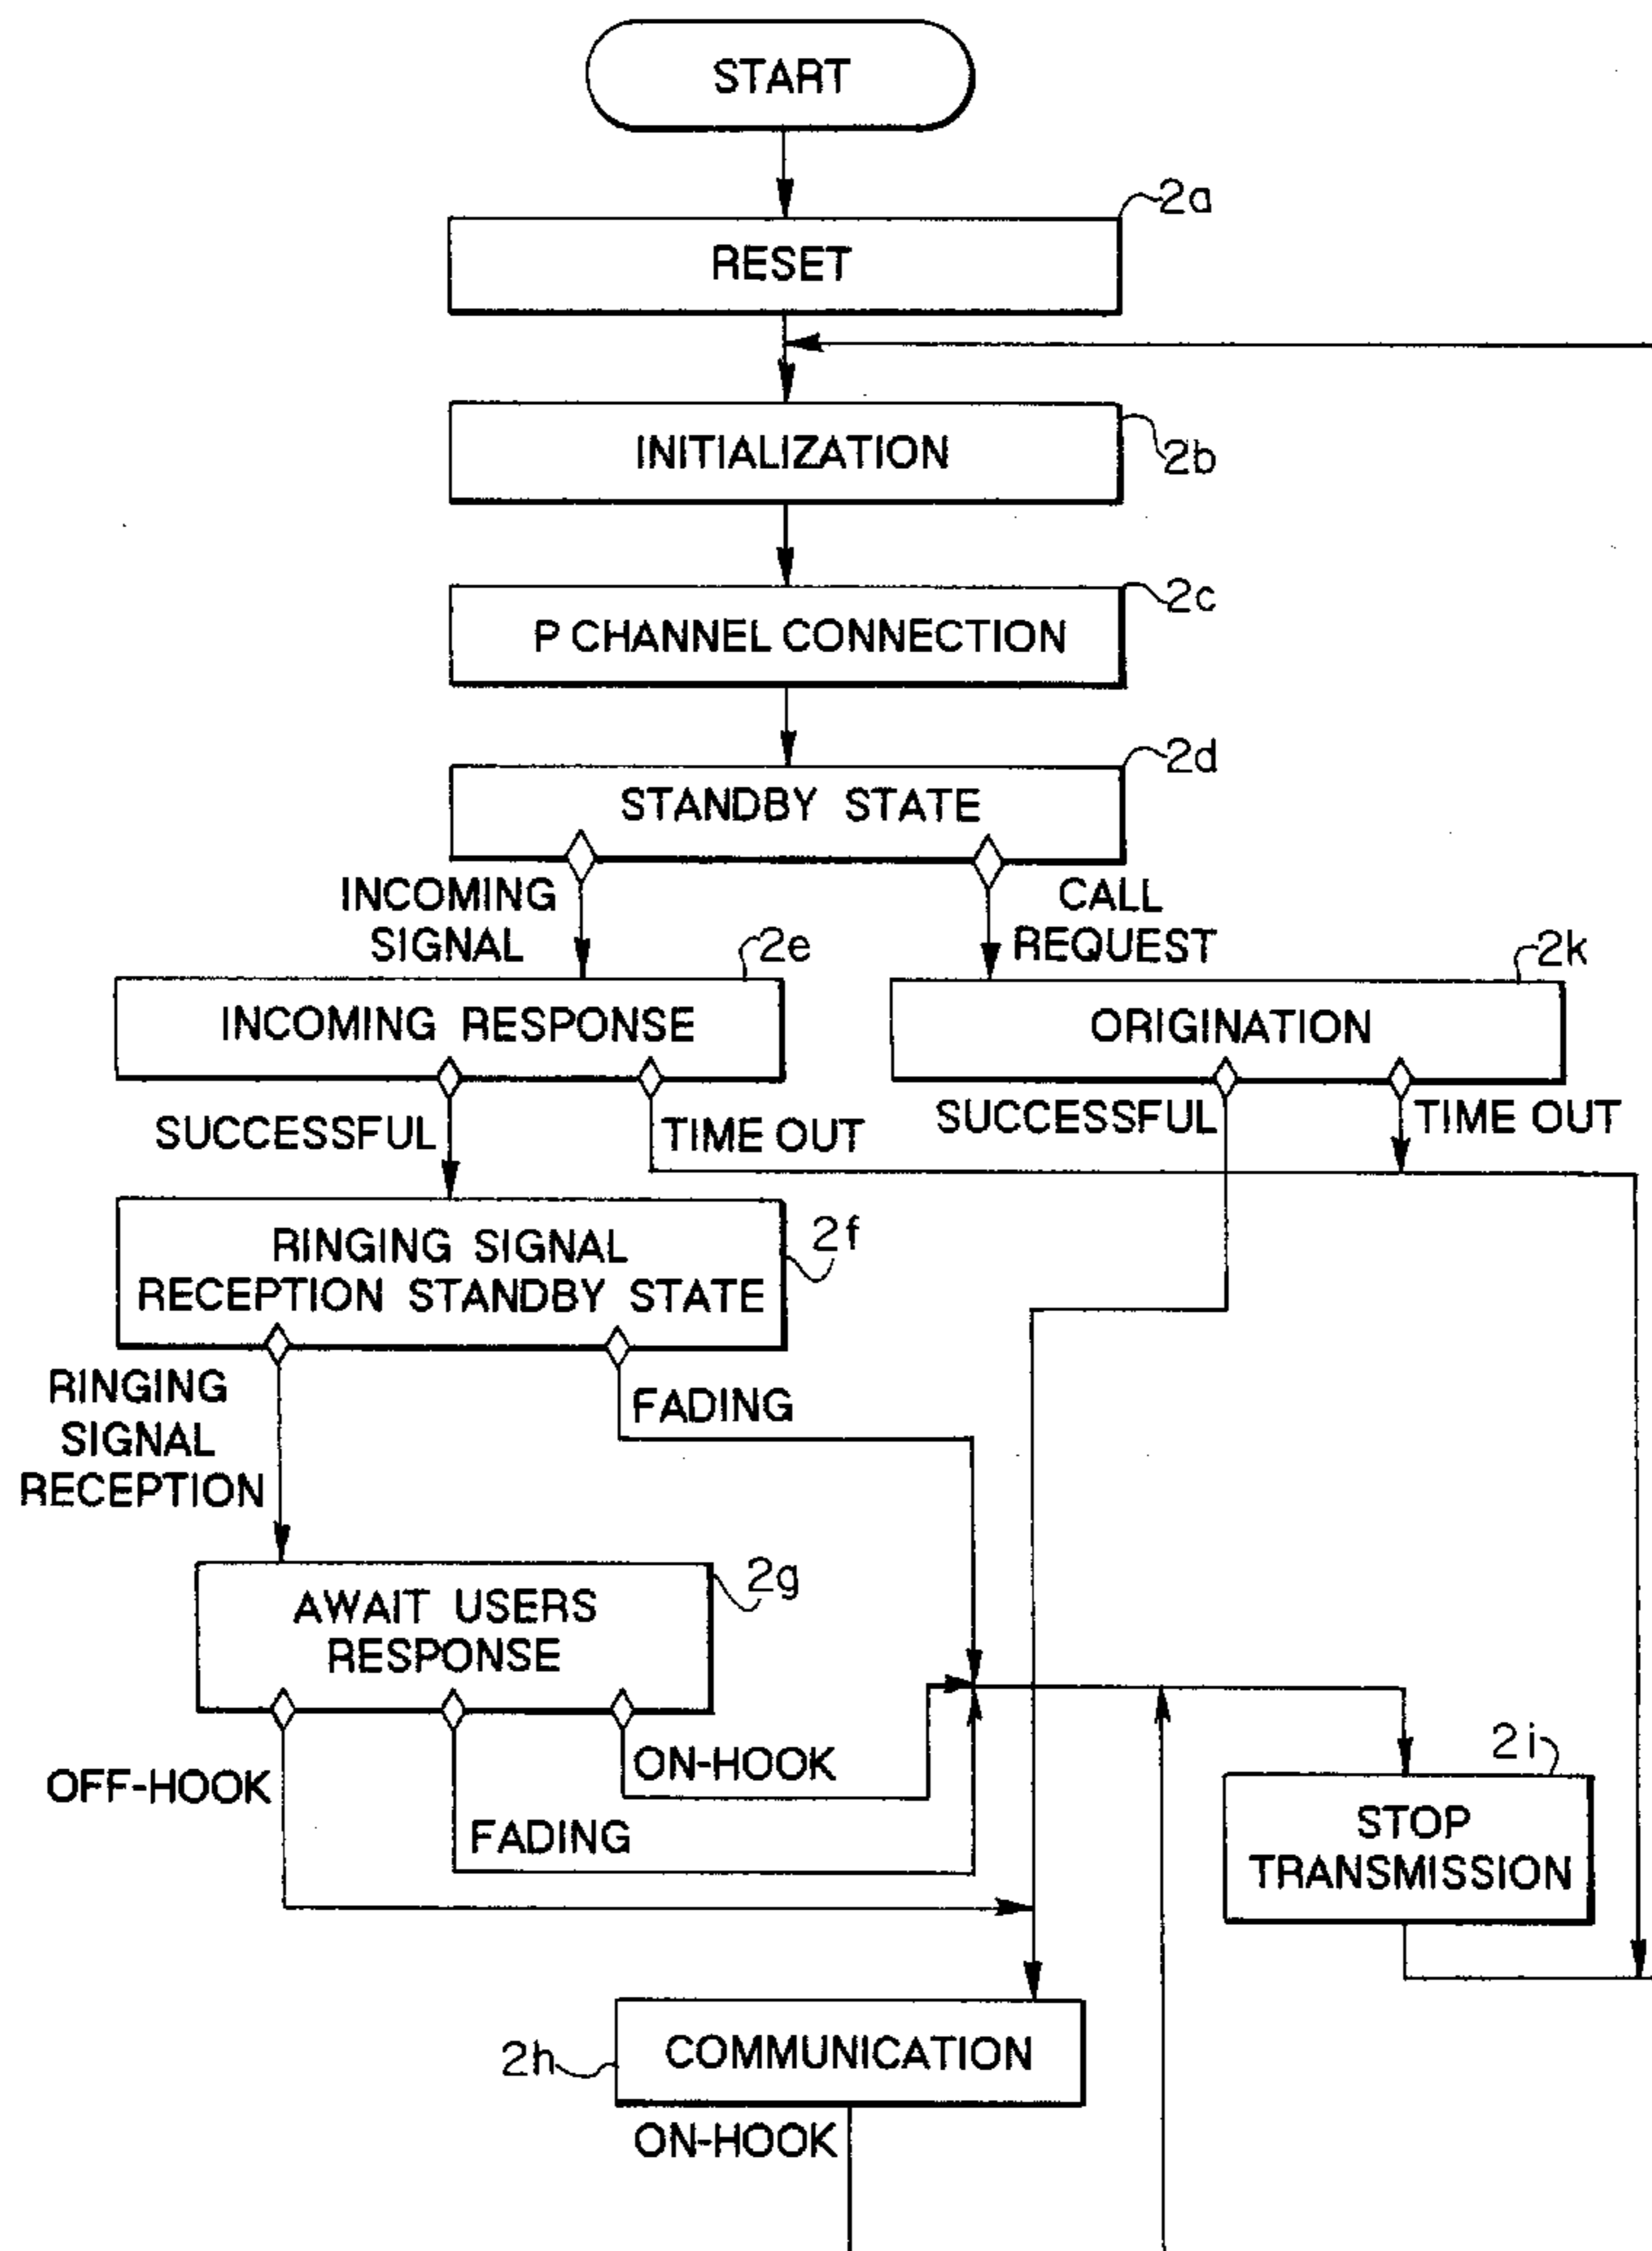 START
2a
RESET
INITIALIZATION
2b
2c
P CHANNEL CONNECTION
2d
STANDBY STATE
INCOMING
SIGNAL
CALL
REQUEST
2e
2k
INCOMING RESPONSE
ORIGINATION
SUCCESSFUL
TIME OUT
SUCCESSFUL
TIME OUT
2f
RINGING SIGNAL
RECEPTION STANDBY STATE
RINGING
SIGNAL
RECEPTION
FADING
2g
AWAIT USERS
RESPONSE
OFF-HOOK
ON-HOOK
FADING
2i
STOP
TRANSMISSION
2h
COMMUNICATION
ON-HOOK